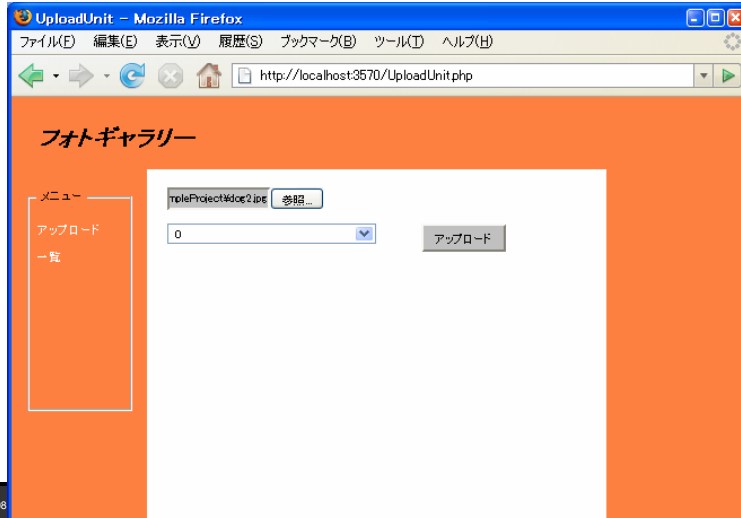 UploadUnit - Mozilla Firefox
ファイル(F) 編集(E) 表示(V) 履歴(S) ブックマーク(B) ツール(T) ヘルプ(H)
http://localhost:3570/UploadUnit.php
フォトギャラリー
メニュー
mpleProject¥dog2.jpg 参照...
アップロード
0 アップロード
一覧